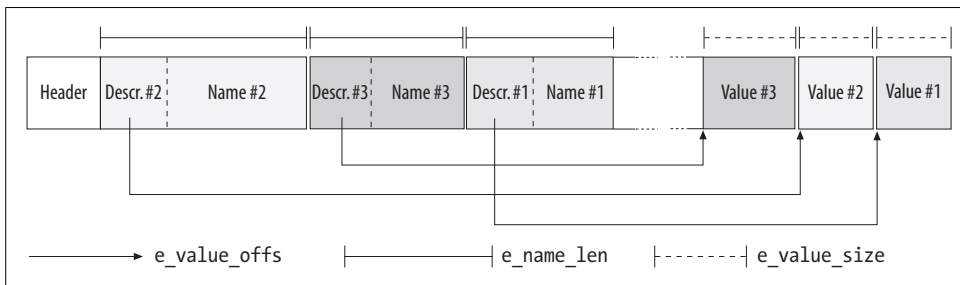 Header Descr. #2 Name #2 Descr. #3 Name #3 Descr. #1 Name #1 Value #3 Value #2 Value #1
e_value_offs e_name_len e_value_size